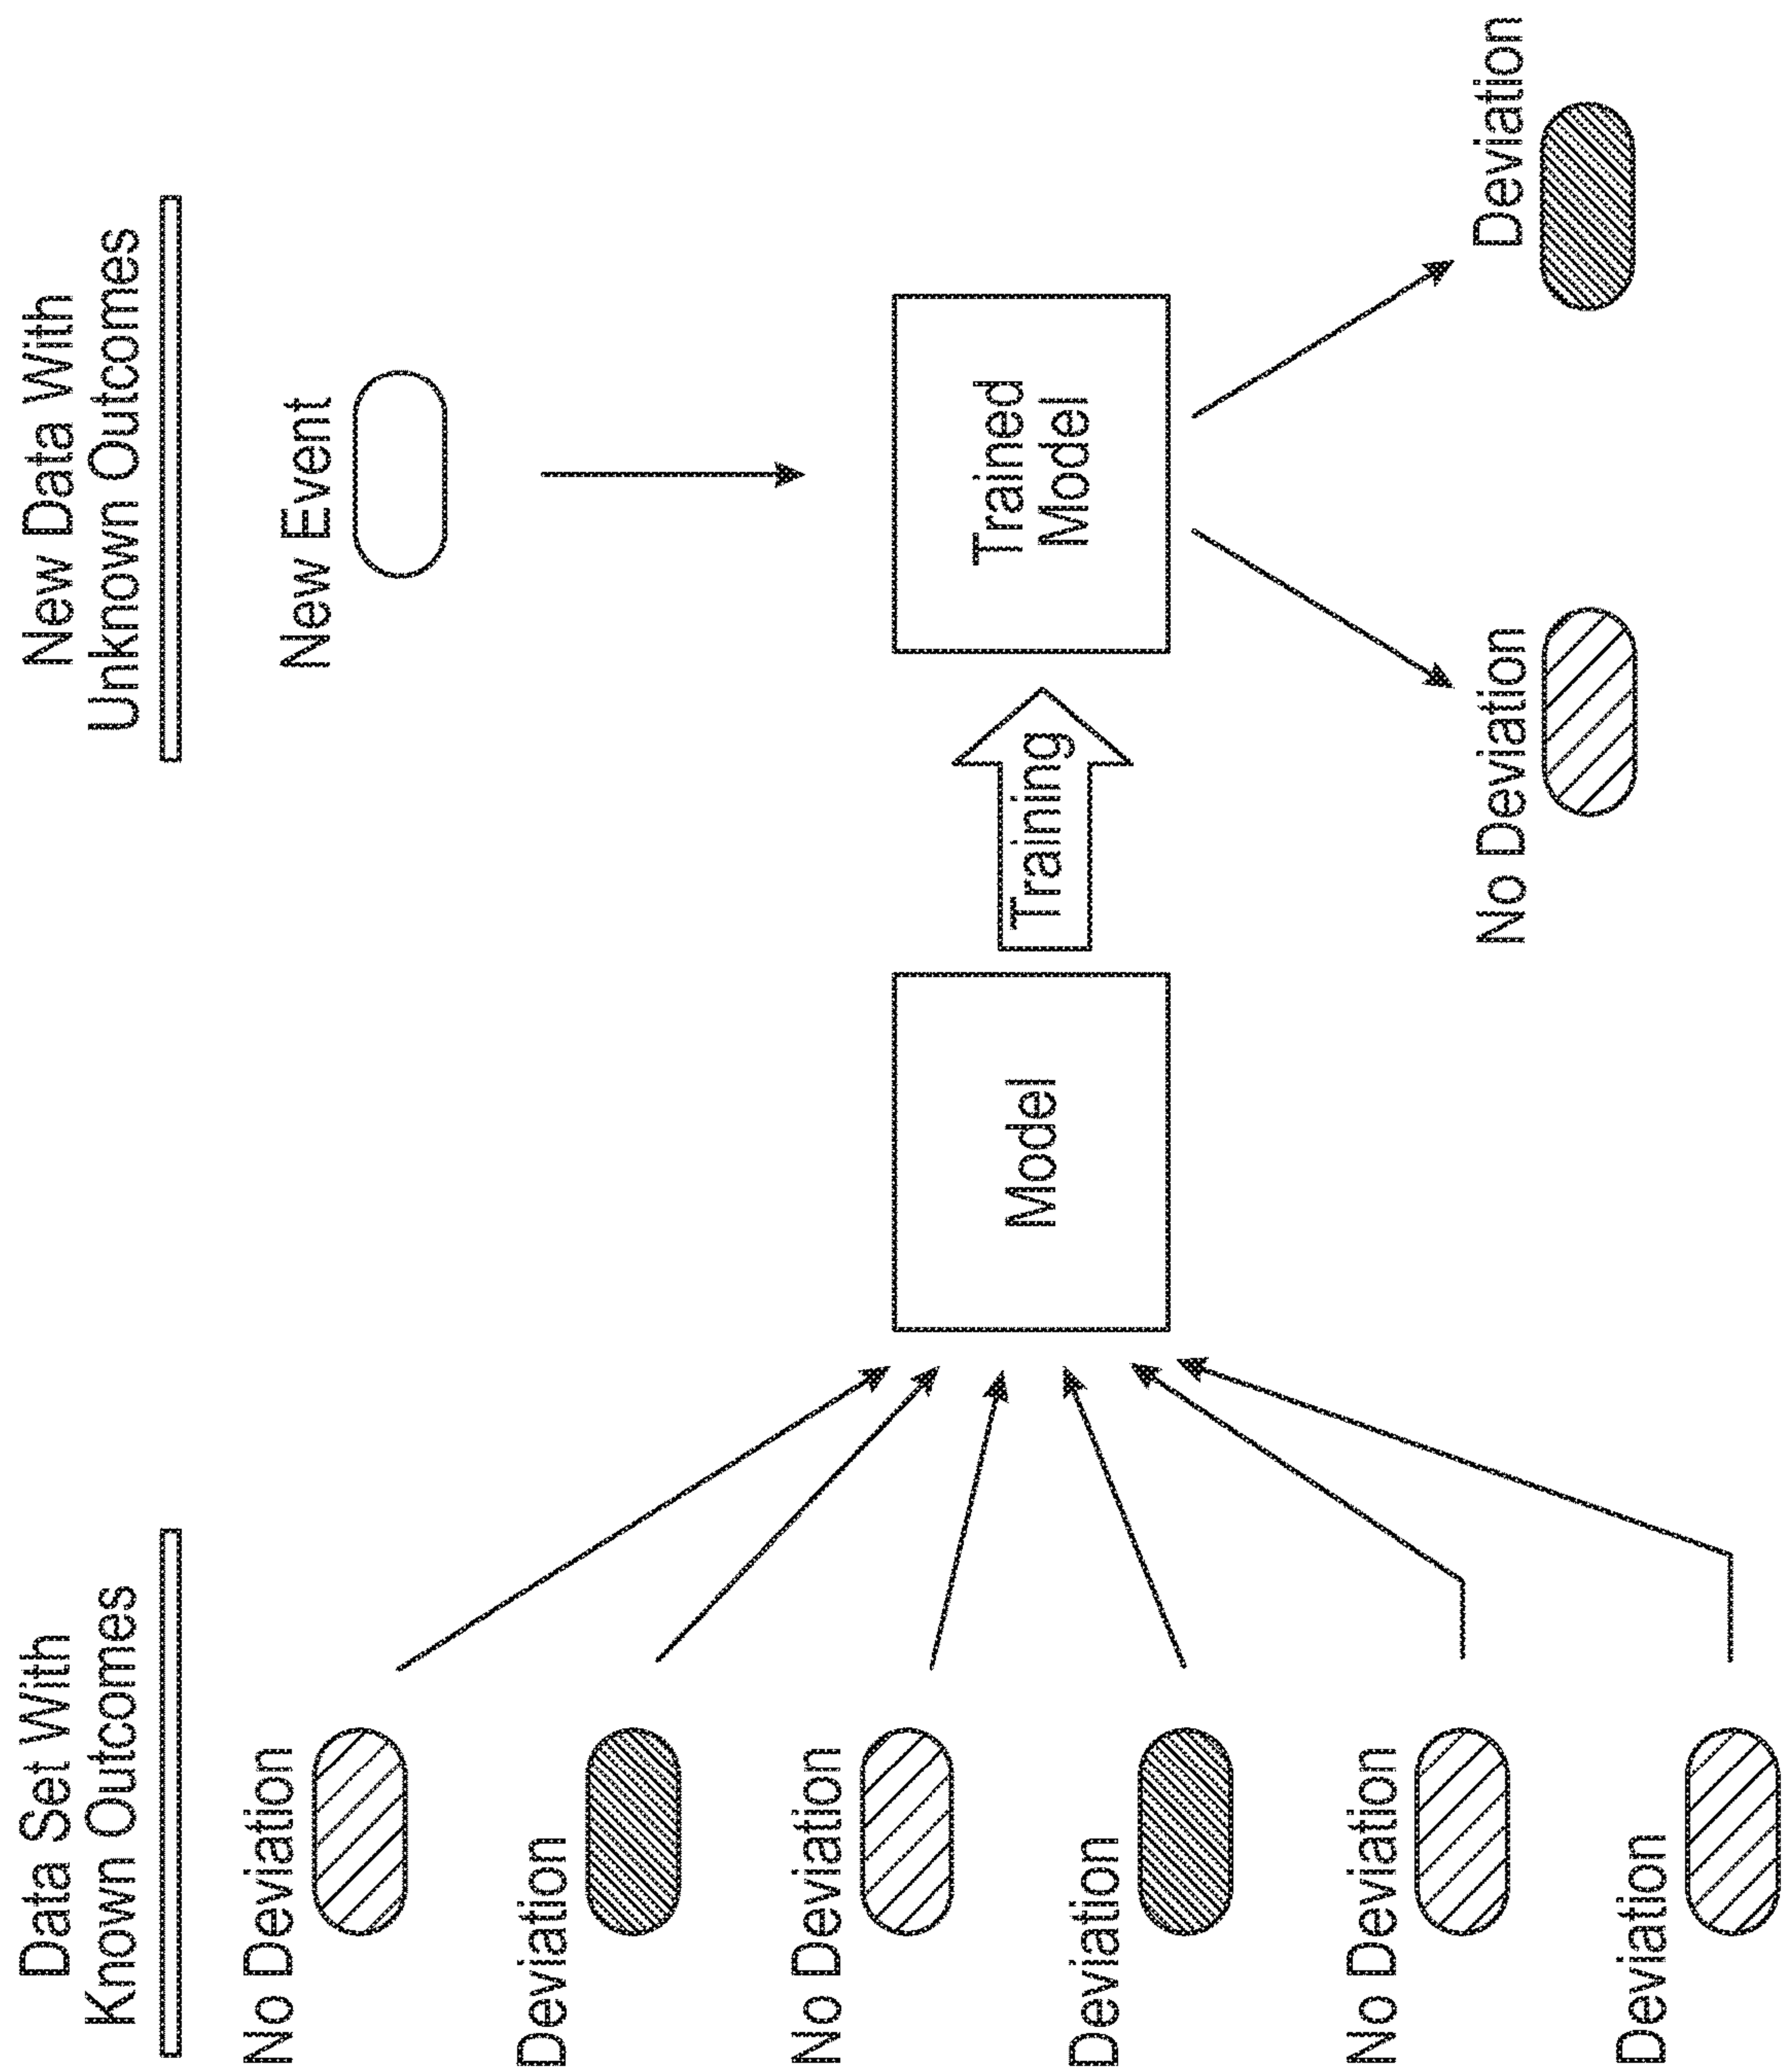 Data Set With
Known Outcomes
No Deviation
Deviation
No Deviation
Deviation
No Deviation
Deviation
Model
Training
New Data With
Unknown Outcomes
New Event
Trained
Model
No Deviation
Deviation